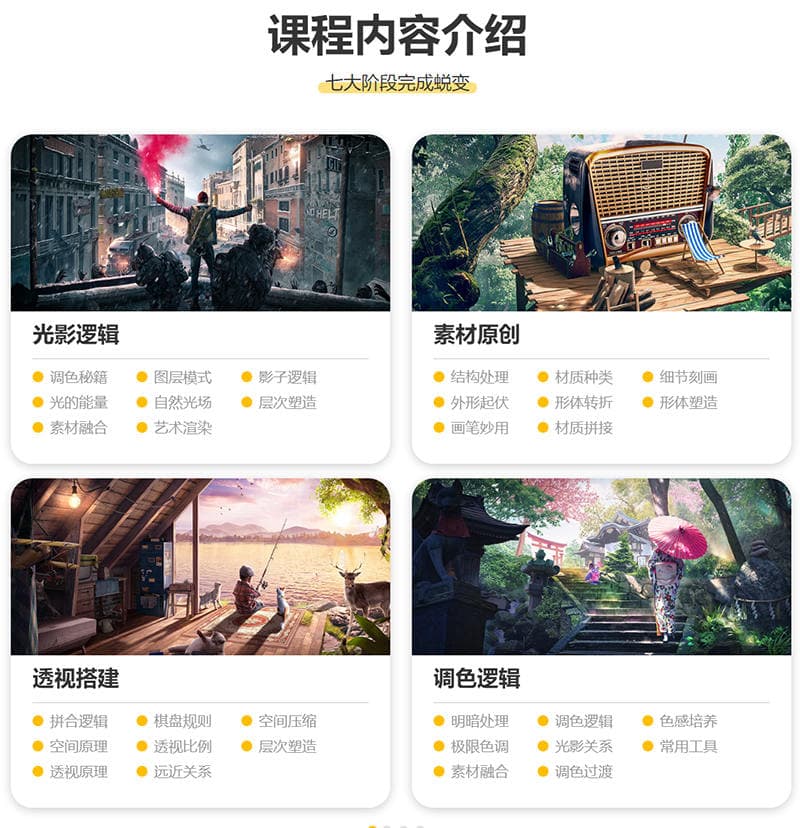 课程内容介绍
七大阶段完成蜕变
光影逻辑
调色秘籍 图层模式 影子逻辑
光的能量 自然光场 层次塑造
素材融合 艺术渲染
素材原创
结构处理 材质种类 细节刻画
外形起伏 形体转折 形体塑造
画笔妙用 材质拼接
透视搭建
拼合逻辑 棋盘规则 空间压缩
空间原理 透视比例 层次塑造
透视原理 远近关系
调色逻辑
明暗处理 调色逻辑 色感培养
极限色调 光影关系 常用工具
素材融合 调色过渡